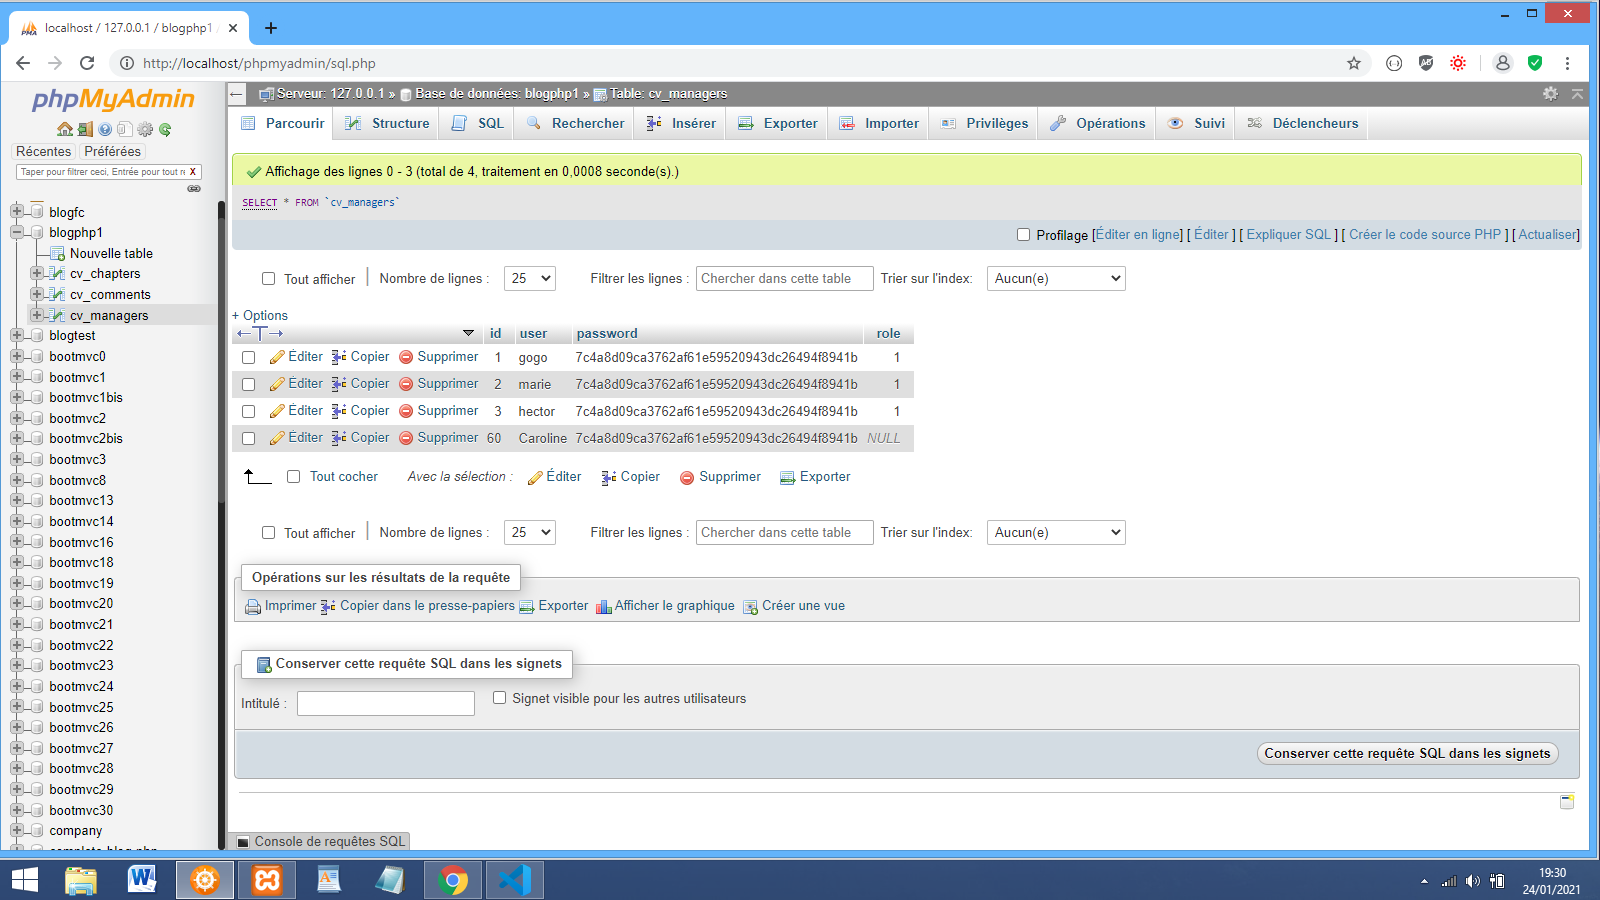 localhost / 127.0.0.1 / blogphp1
http://localhost/phpmyadmin/sql.php
phpMyAdmin
Récentes Préférées
Taper pour filtrer ceci, Entrée pour tout r X
blogfc
blogphp1
Nouvelle table
cv_chapters
cv_comments
cv_managers
blogtest
bootmvc0
bootmvc1
bootmvc1bis
bootmvc2
bootmvc2bis
bootmvc3
bootmvc8
bootmvc13
bootmvc14
bootmvc16
bootmvc18
bootmvc19
bootmvc20
bootmvc21
bootmvc22
bootmvc23
bootmvc24
bootmvc25
bootmvc26
bootmvc27
bootmvc28
bootmvc29
bootmvc30
company
Serveur: 127.0.0.1 » Base de données: blogphp1 » Table: cv_managers
Parcourir Structure SQL Rechercher Insérer Exporter Importer Privilèges Opérations Suivi Déclencheurs
Affichage des lignes 0 - 3 (total de 4, traitement en 0,0008 seconde(s).)
SELECT * FROM `cv_managers`
Profilage [Éditer en ligne] [ Éditer ] [ Expliquer SQL ] [ Créer le code source PHP ] [ Actualiser]
Tout afficher Nombre de lignes : 25 Filtrer les lignes : Chercher dans cette table Trier sur l'index: Aucun(e)
+ Options
id user password role
Éditer Copier Supprimer 1 gogo 7c4a8d09ca3762af61e59520943dc26494f8941b 1
Éditer Copier Supprimer 2 marie 7c4a8d09ca3762af61e59520943dc26494f8941b 1
Éditer Copier Supprimer 3 hector 7c4a8d09ca3762af61e59520943dc26494f8941b 1
Éditer Copier Supprimer 60 Caroline 7c4a8d09ca3762af61e59520943dc26494f8941b NULL
Tout cocher Avec la sélection : Éditer Copier Supprimer Exporter
Tout afficher Nombre de lignes : 25 Filtrer les lignes : Chercher dans cette table Trier sur l'index: Aucun(e)
Opérations sur les résultats de la requête
Imprimer Copier dans le presse-papiers Exporter Afficher le graphique Créer une vue
Conserver cette requête SQL dans les signets
Intitulé : Signet visible pour les autres utilisateurs
Conserver cette requête SQL dans les signets
Console de requêtes SQL
19:30
24/01/2021